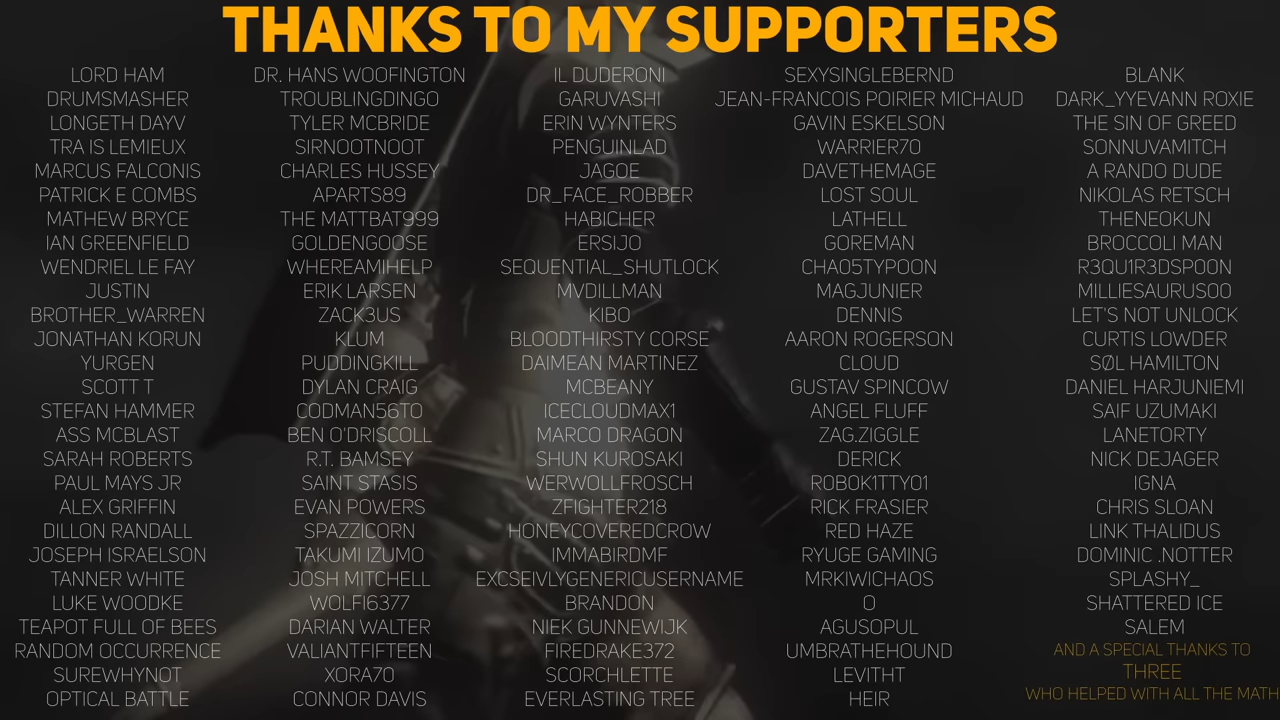 THANKS TO MY SUPPORTERS
LORD HAM
DRUMSMASHER
LONGETH DAYV
TRA IS LEMIEUX
MARCUS FALCONIS
PATRICK E COMBS
MATHEW BRYCE
IAN GREENFIELD
WENDRIEL LE FAY
JUSTIN
BROTHER_WARREN
JONATHAN KORUN
YURGEN
SCOTT T
STEFAN HAMMER
ASS MCBLAST
SARAH ROBERTS
PAUL MAYS JR
ALEX GRIFFIN
DILLON RANDALL
JOSEPH ISRAELSON
TANNER WHITE
LUKE WOODKE
TEAPOT FULL OF BEES
RANDOM OCCURRENCE
SUREWHYNOT
OPTICAL BATTLE
DR. HANS WOOFINGTON
TROUBLINGDINGO
TYLER MCBRIDE
SIRNOOTNOOT
CHARLES HUSSEY
APARTS89
THE MATTBAT999
GOLDENGOOSE
WHEREAMIHELP
ERIK LARSEN
ZACK3US
KLUM
PUDDINGKILL
DYLAN CRAIG
CODMAN56TO
BEN O'DRISCOLL
R.T. BAMSEY
SAINT STASIS
EVAN POWERS
SPAZZICORN
TAKUMI IZUMO
JOSH MITCHELL
WOLFI6377
DARIAN WALTER
VALIANTFIFTEEN
XORA70
CONNOR DAVIS
IL DUDERONI
GARUVASHI
ERIN WYNTERS
PENGUINLAD
JAGOE
DR_FACE_ROBBER
HABICHER
ERSIJO
SEQUENTIAL_SHUTLOCK
MVDILLMAN
KIBO
BLOODTHIRSTY CORSE
DAIMEAN MARTINEZ
MCBEANY
ICECLOUDMAX1
MARCO DRAGON
SHUN KUROSAKI
WERWOLLFROSCH
ZFIGHTER218
HONEYCOVEREDCROW
IMMABIRDMF
EXCSEIVLYGENERICUSERNAME
BRANDON
NIEK GUNNEWIJK
FIREDRAKE372
SCORCHLETTE
EVERLASTING TREE
SEXYSINGLEBERND
JEAN-FRANCOIS POIRIER MICHAUD
GAVIN ESKELSON
WARRIER70
DAVETHEMAGE
LOST SOUL
LATHELL
GOREMAN
CHA05TYPOON
MAGJUNIER
DENNIS
AARON ROGERSON
CLOUD
GUSTAV SPINCOW
ANGEL FLUFF
ZAG.ZIGGLE
DERICK
ROB0K1TTY01
RICK FRASIER
RED HAZE
RYUGE GAMING
MRKIWICHAOS
O
AGUSOPUL
UMBRATHEHOUND
LEVITHT
HEIR
BLANK
DARK_YYEVANN ROXIE
THE SIN OF GREED
SONNUVAMITCH
A RANDO DUDE
NIKOLAS RETSCH
THENEOKUN
BROCCOLI MAN
R3QU1R3DSP00N
MILLIESAURUS00
LET'S NOT UNLOCK
CURTIS LOWDER
SØL HAMILTON
DANIEL HARJUNIEMI
SAIF UZUMAKI
LANETORTY
NICK DEJAGER
IGNA
CHRIS SLOAN
LINK THALIDUS
DOMINIC .NOTTER
SPLASHY_
SHATTERED ICE
SALEM
AND A SPECIAL THANKS TO
THREE
WHO HELPED WITH ALL THE MATH